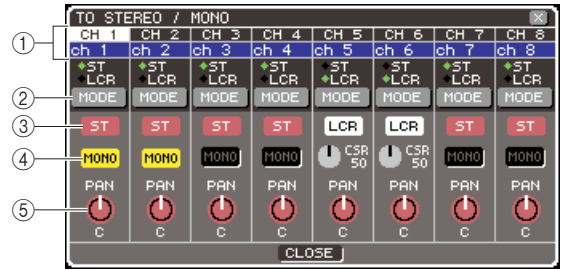 TO STEREO / MONO
CH 1 CH 2 CH 3 CH 4 CH 5 CH 6 CH 7 CH 8
① ch 1 ch 2 ch 3 ch 4 ch 5 ch 6 ch 7 ch 8
ST ST ST ST ST ST ST ST
LCR LCR LCR LCR LCR LCR LCR LCR
② MODE MODE MODE MODE MODE MODE MODE MODE
③ ST ST ST ST LCR LCR ST ST
④ MONO MONO MONO MONO CSR 50 CSR 50 MONO MONO
PAN PAN PAN PAN PAN PAN PAN PAN
⑤
C C C C C C C C
CLOSE